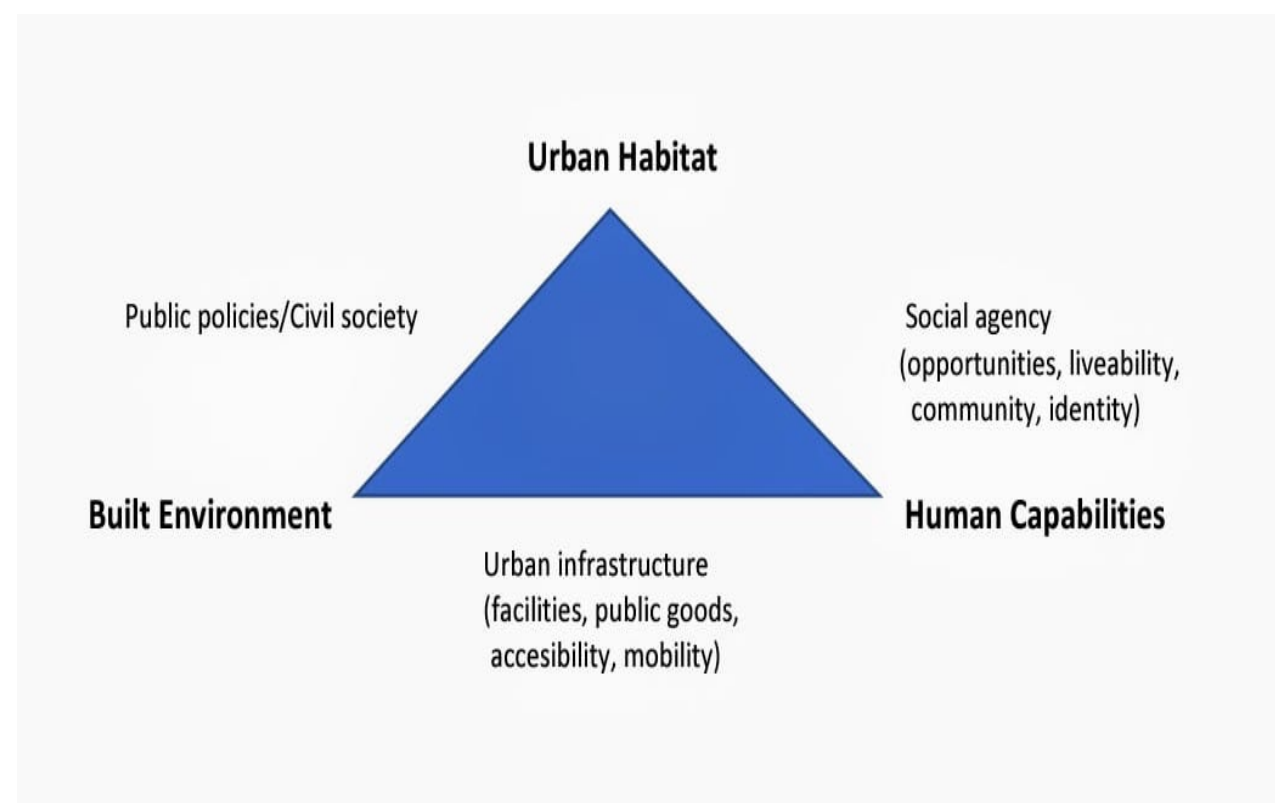 Urban Habitat
Public policies/Civil society
Social agency
(opportunities, liveability,
community, identity)
Built Environment
Human Capabilities
Urban infrastructure
(facilities, public goods,
accesibility, mobility)